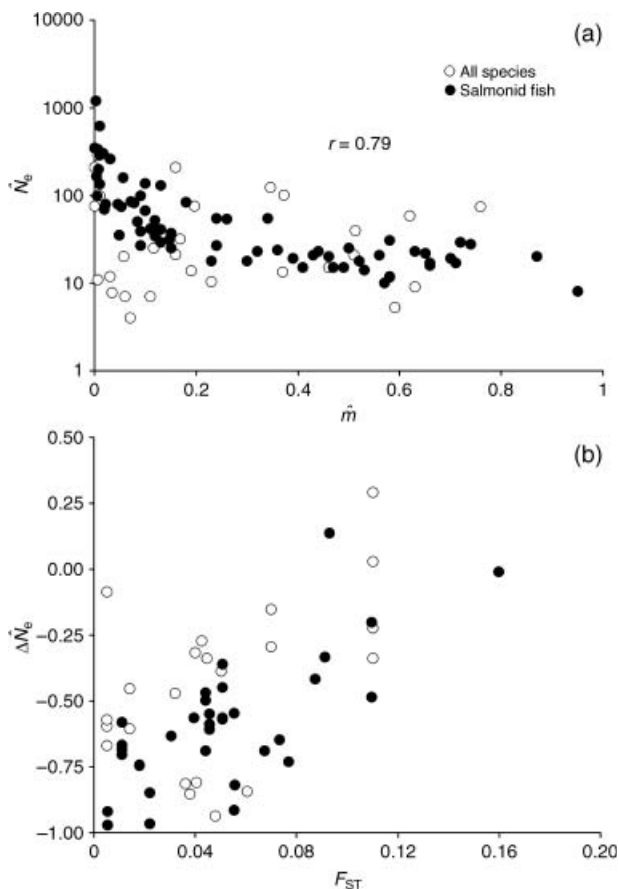 (a)
10000
1000
100
10
1
N̂e
○ All species
● Salmonid fish
r = 0.79
0 0.2 0.4 0.6 0.8 1
m̂
(b)
0.50
0.25
0.00
−0.25
−0.50
−0.75
−1.00
ΔN̂e
0 0.04 0.08 0.12 0.16 0.20
FST